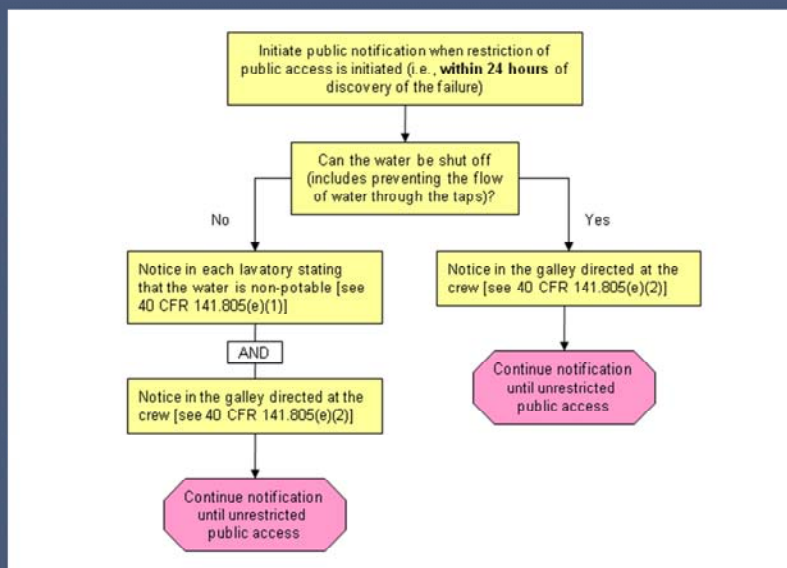 Initiate public notification when restriction of
public access is initiated (i.e., within 24 hours of
discovery of the failure)
Can the water be shut off
(includes preventing the flow
of water through the taps)?
No
Yes
Notice in each lavatory stating
that the water is non-potable [see
40 CFR 141.805(e)(1)]
AND
Notice in the galley directed at the
crew [see 40 CFR 141.805(e)(2)]
Continue notification
until unrestricted
public access
Notice in the galley directed at the
crew [see 40 CFR 141.805(e)(2)]
Continue notification
until unrestricted
public access